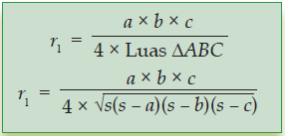 r₁ = a × b × c / 4 × Luas ΔABC
r₁ = a × b × c / 4 × √s(s – a)(s – b)(s – c)